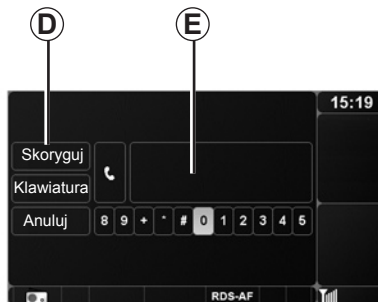 D E
15:19
Skoryguj
Klawiatura
Anuluj 8 9 + * # 0 1 2 3 4 5
RDS-AF